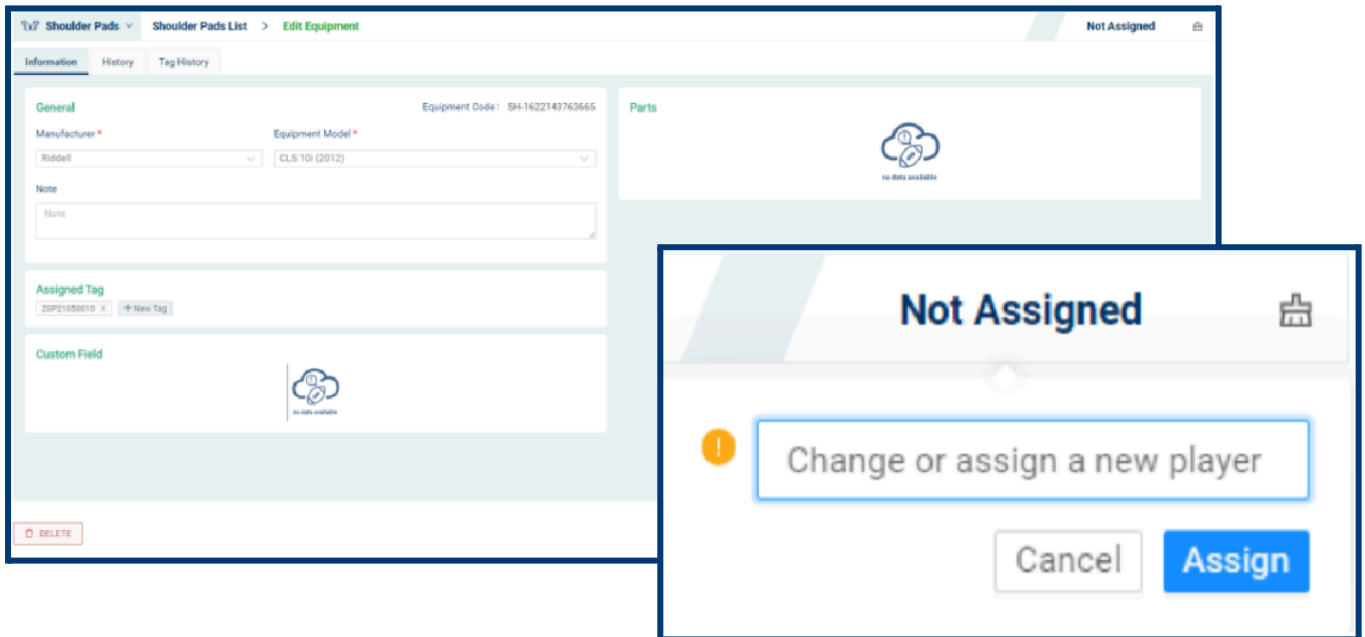 Shoulder Pads Shoulder Pads List > Edit Equipment Not Assigned
Information History Tag History
General Equipment Code : SH-1622143763665
Manufacturer * Equipment Model *
Riddell CLS 10i (2012)
Note
Note
Assigned Tag
ZSP21050010 × + New Tag
Custom Field
no data available
DELETE
Parts
no data available
Not Assigned
! Change or assign a new player
Cancel Assign